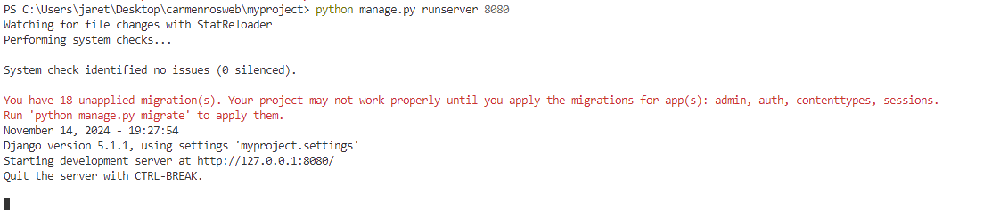 PS C:\Users\jaret\Desktop\carmenrosweb\myproject> python manage.py runserver 8080
Watching for file changes with StatReloader
Performing system checks...
System check identified no issues (0 silenced).
You have 18 unapplied migration(s). Your project may not work properly until you apply the migrations for app(s): admin, auth, contenttypes, sessions.
Run 'python manage.py migrate' to apply them.
November 14, 2024 - 19:27:54
Django version 5.1.1, using settings 'myproject.settings'
Starting development server at http://127.0.0.1:8080/
Quit the server with CTRL-BREAK.